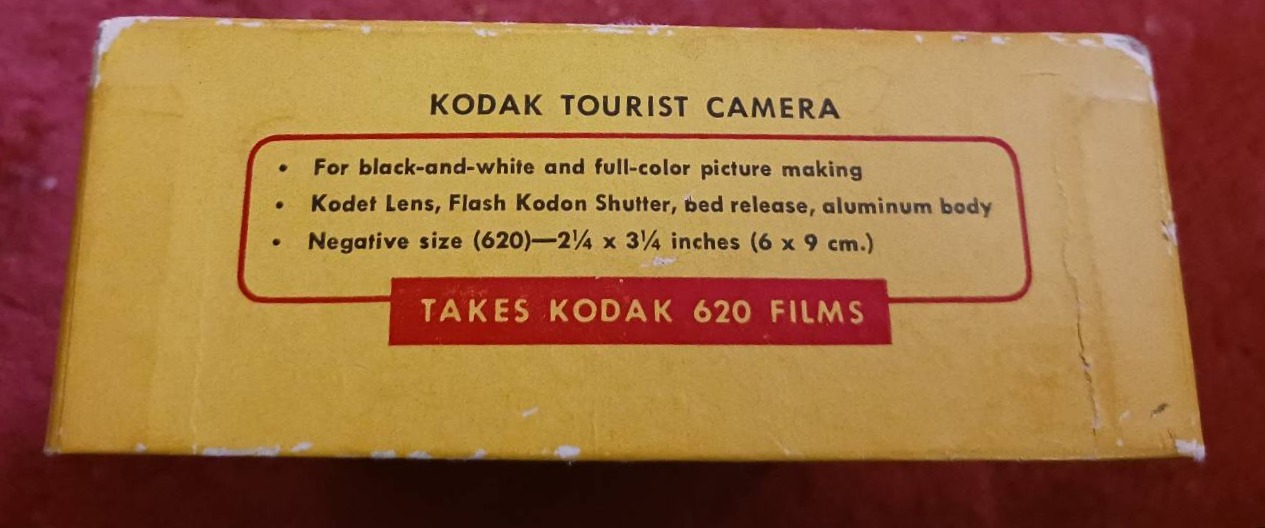 KODAK TOURIST CAMERA
• For black-and-white and full-color picture making
• Kodet Lens, Flash Kodon Shutter, bed release, aluminum body
• Negative size (620)—2¼ x 3¼ inches (6 x 9 cm.)
TAKES KODAK 620 FILMS